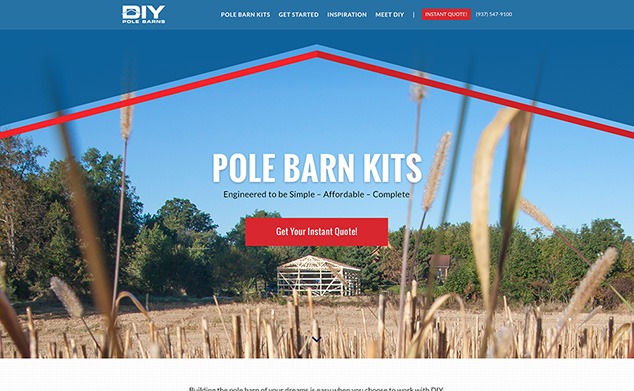 DIY
POLE BARNS
POLE BARN KITS GET STARTED INSPIRATION MEET DIY | INSTANT QUOTE! (937) 547-9100
POLE BARN KITS
Engineered to be Simple – Affordable – Complete
Get Your Instant Quote!
Building the pole barn of your dreams is easy when you choose to work with DIY